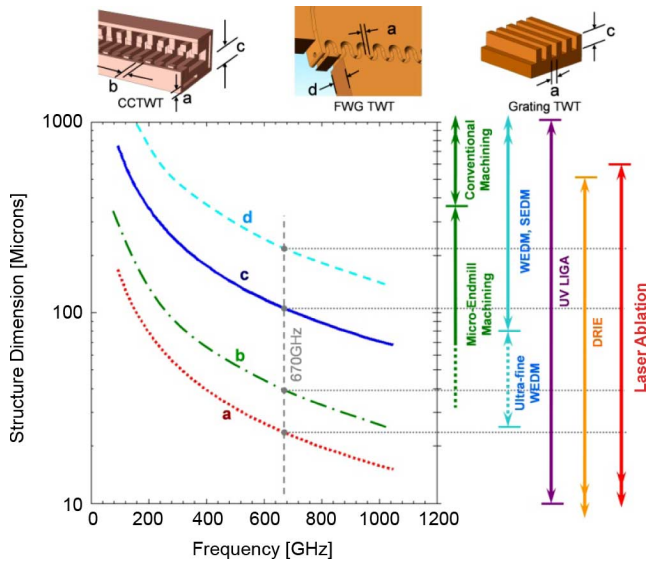 a
c
b
a
d
a
c
CCTWT
FWG TWT
Grating TWT
1000
100
10
Structure Dimension [Microns]
d
c
b
a
670GHz
0
200
400
600
800
1000
1200
Frequency [GHz]
Conventional
Machining
Micro-Endmill
Machining
WEDM, SEDM
Ultra-fine
WEDM
UV LIGA
DRIE
Laser Ablation